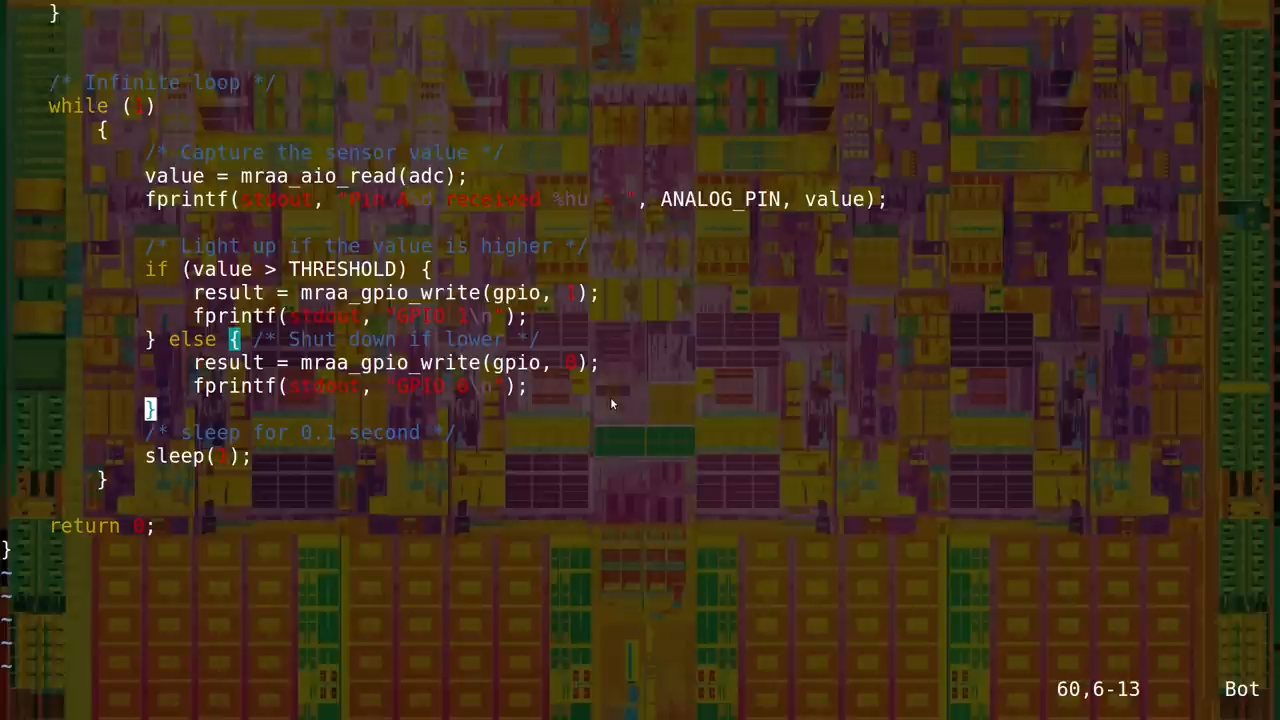 }
/* Infinite loop */
while (1)
{
/* Capture the sensor value */
value = mraa_aio_read(adc);
fprintf(stdout, "Pin A%d received %hu - ", ANALOG_PIN, value);
/* Light up if the value is higher */
if (value > THRESHOLD) {
result = mraa_gpio_write(gpio, 1);
fprintf(stdout, "GPIO 1\n");
} else { /* Shut down if lower */
result = mraa_gpio_write(gpio, 0);
fprintf(stdout, "GPIO 0\n");
}
/* sleep for 0.1 second */
sleep(1);
}
return 0;
}
~
~
~
~
~
60,6-13 Bot